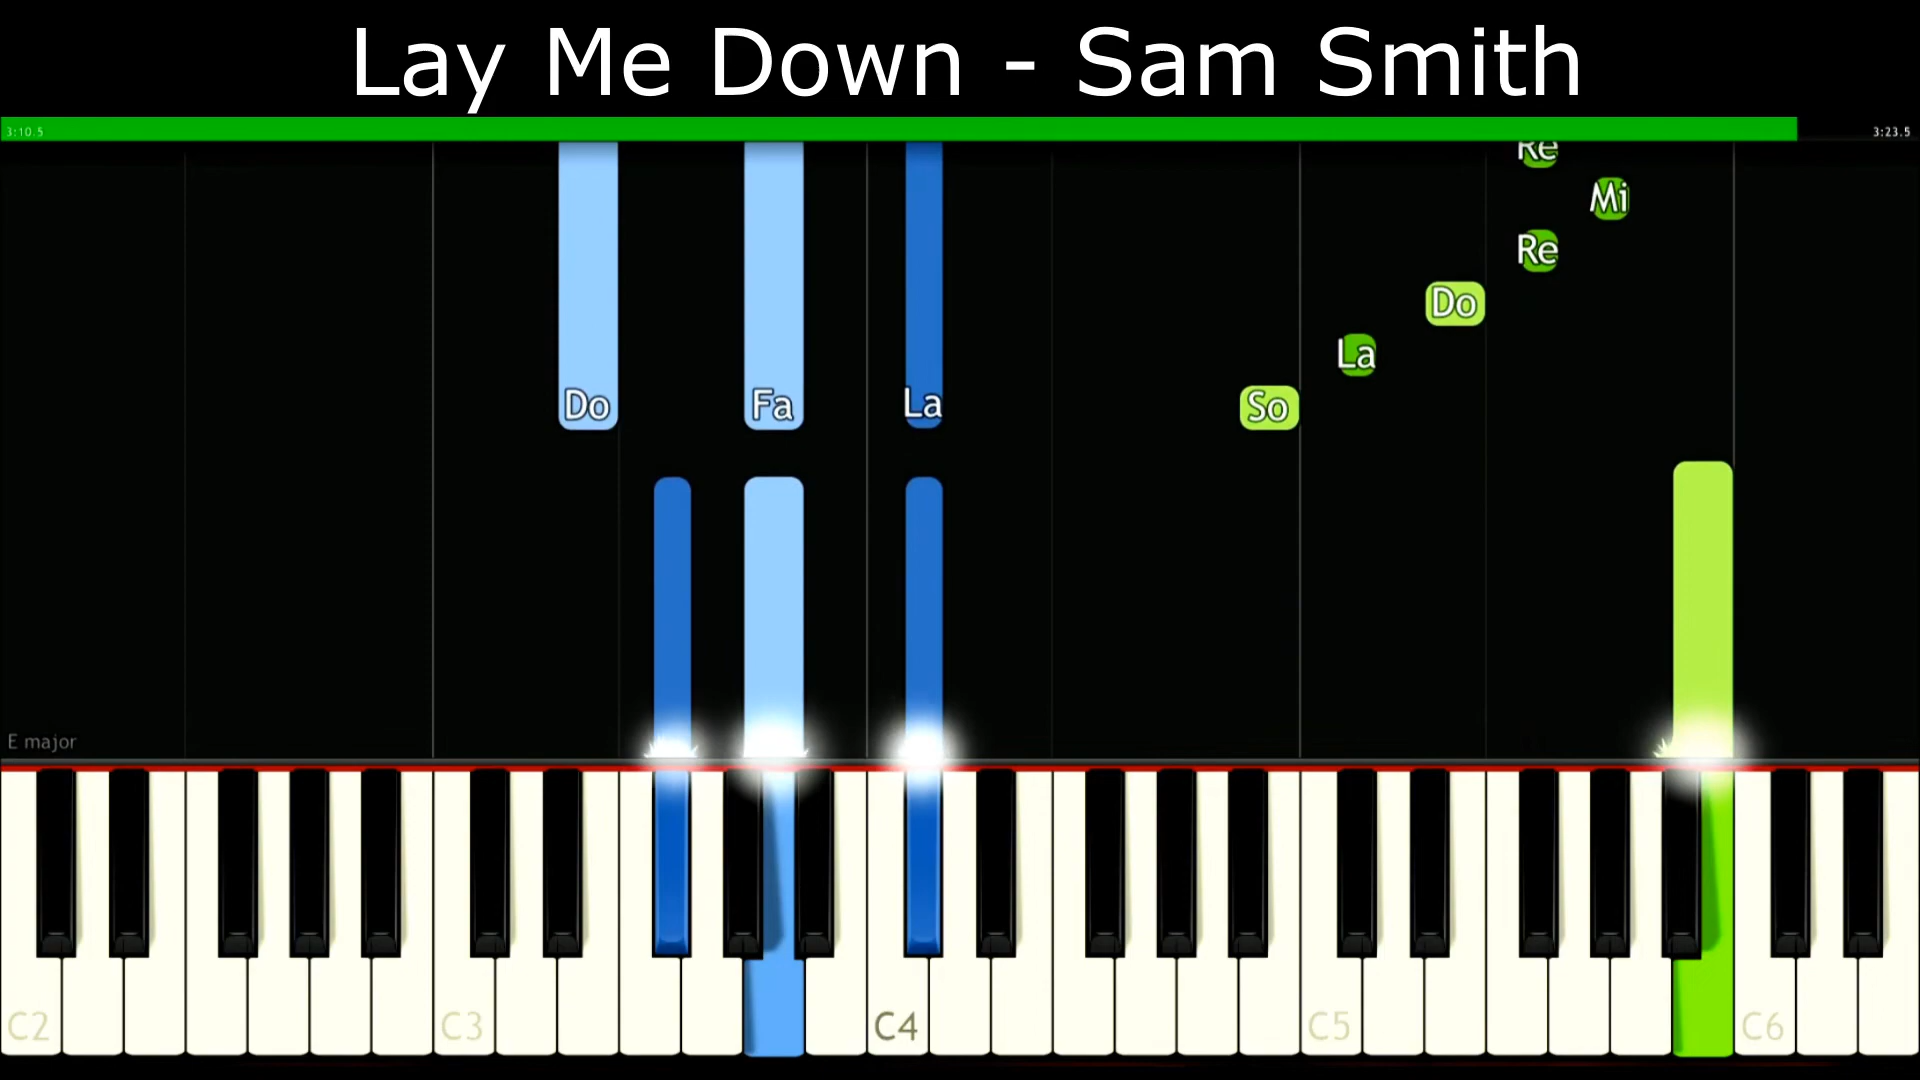 Lay Me Down - Sam Smith
3:10.5 3:23.5
Re
Mi
Re
Do
La
Do Fa La So
E major
C2 C3 C4 C5 C6